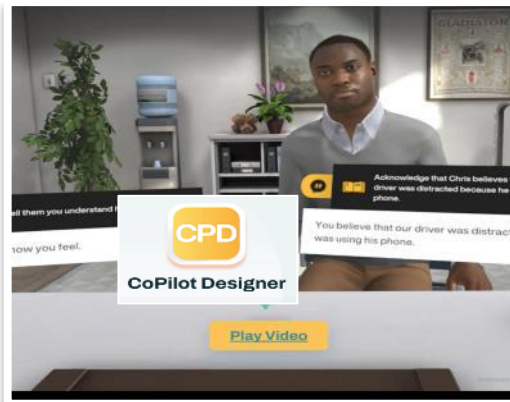 GLADIATOR
Acknowledge that Chris believes
driver was distracted because he
phone.
ell them you understand
You believe that our driver was distract
was using his phone.
now you feel.
CPD
CoPilot Designer
Play Video